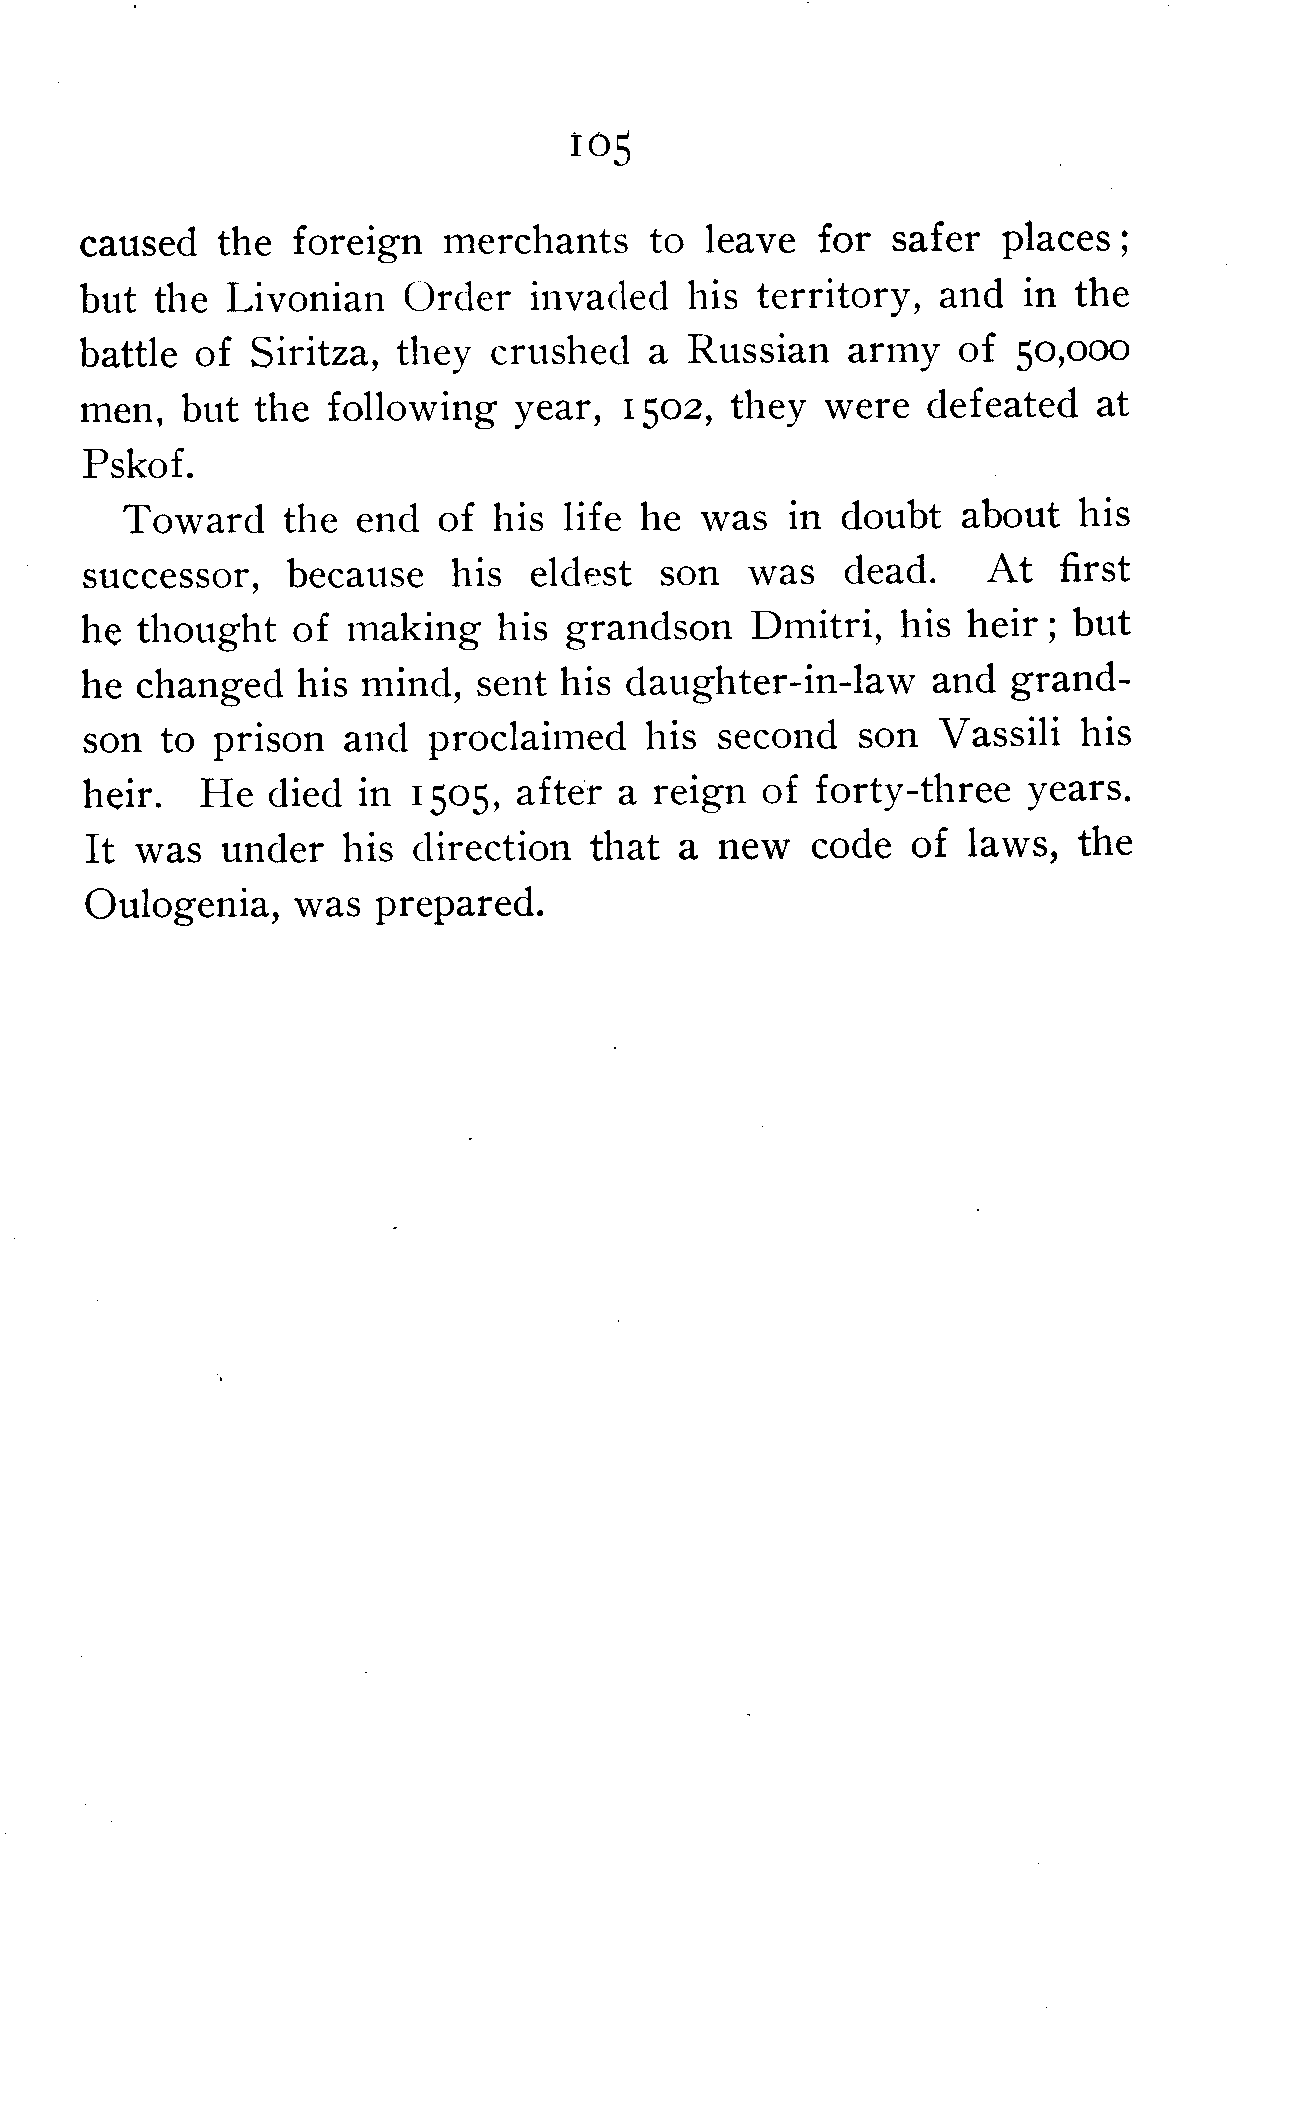 105
caused the foreign merchants to leave for safer places;
but the Livonian Order invaded his territory, and in the
battle of Siritza, they crushed a Russian army of 50,000
men, but the following year, 1502, they were defeated at
Pskof.
Toward the end of his life he was in doubt about his
successor, because his eldest son was dead. At first
he thought of making his grandson Dmitri, his heir; but
he changed his mind, sent his daughter-in-law and grand-
son to prison and proclaimed his second son Vassili his
heir. He died in 1505, after a reign of forty-three years.
It was under his direction that a new code of laws, the
Oulogenia, was prepared.